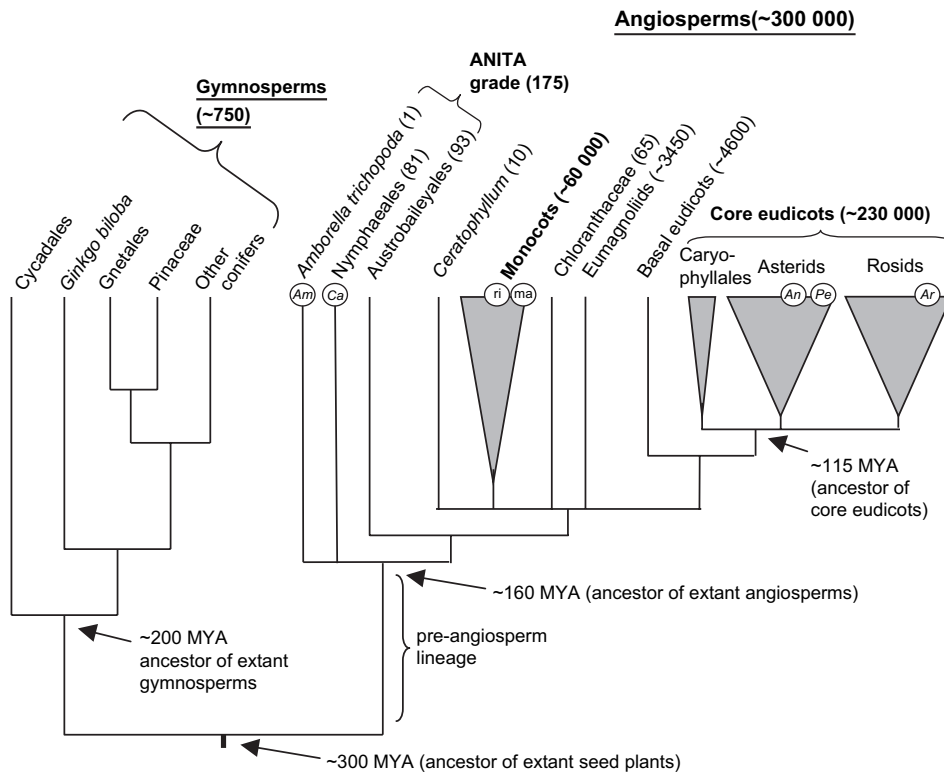 Angiosperms(~300 000)
ANITA
grade (175)
Gymnosperms
(~750)
Cycadales
Ginkgo biloba
Gnetales
Pinaceae
Other
conifers
Amborella trichopoda (1)
Nymphaeales (81)
Austrobaileyales (93)
Ceratophyllum (10)
Monocots (~60 000)
Chloranthaceae (65)
Eumagnoliids (~3450)
Basal eudicots (~4600)
Core eudicots (~230 000)
Caryo-
phyllales
Asterids
Rosids
Am
Ca
ri
ma
An
Pe
Ar
~115 MYA
(ancestor of
core eudicots)
~160 MYA (ancestor of extant angiosperms)
pre-angiosperm
lineage
~200 MYA
ancestor of extant
gymnosperms
~300 MYA (ancestor of extant seed plants)